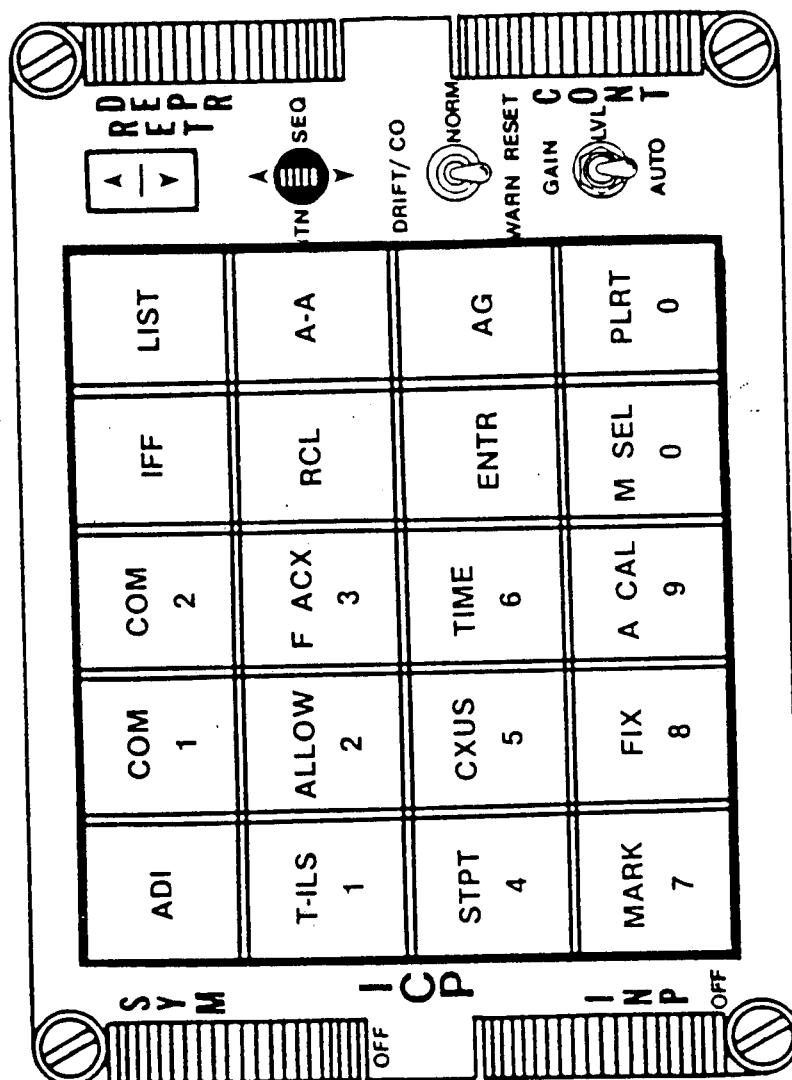 SYM
RET
DEPR
ADI
COM
1
COM
2
IFF
LIST
T-ILS
1
ALLOW
2
F ACX
3
RCL
A-A
SEQ
ICP
OFF
STPT
4
CXUS
5
TIME
6
ENTR
AG
DRIFT/CO
NORM
WARN RESET
MARK
7
FIX
8
A CAL
9
M SEL
0
PLRT
0
GAIN
LVL
AUTO
INP
OFF
CONT